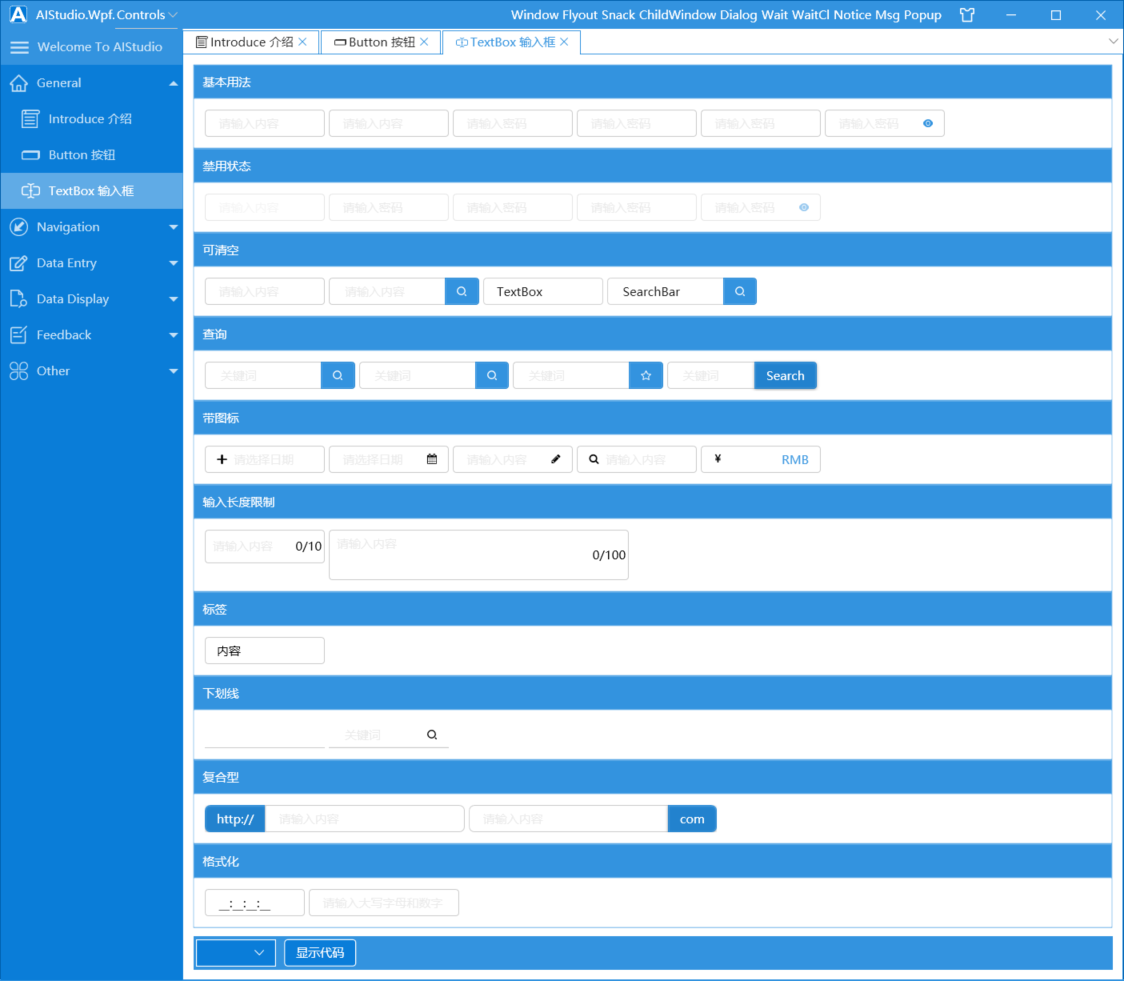 AIStudio.Wpf.Controls
Window Flyout Snack ChildWindow Dialog Wait WaitCl Notice Msg Popup
Welcome To AIStudio
General
Introduce 介绍
Button 按钮
TextBox 输入框
Navigation
Data Entry
Data Display
Feedback
Other
Introduce 介绍
Button 按钮
TextBox 输入框
基本用法
请输入内容 请输入内容 请输入密码 请输入密码 请输入密码 请输入密码
禁用状态
请输入内容 请输入密码 请输入密码 请输入密码 请输入密码
可清空
请输入内容 请输入内容 TextBox SearchBar
查询
关键词 关键词 关键词 关键词 Search
带图标
请选择日期 请选择日期 请输入内容 请输入内容 ¥ RMB
输入长度限制
请输入内容 0/10 请输入内容 0/100
标签
内容
下划线
关键词
复合型
http:// 请输入内容 请输入内容 com
格式化
__:__:__:__ 请输入大写字母和数字
显示代码